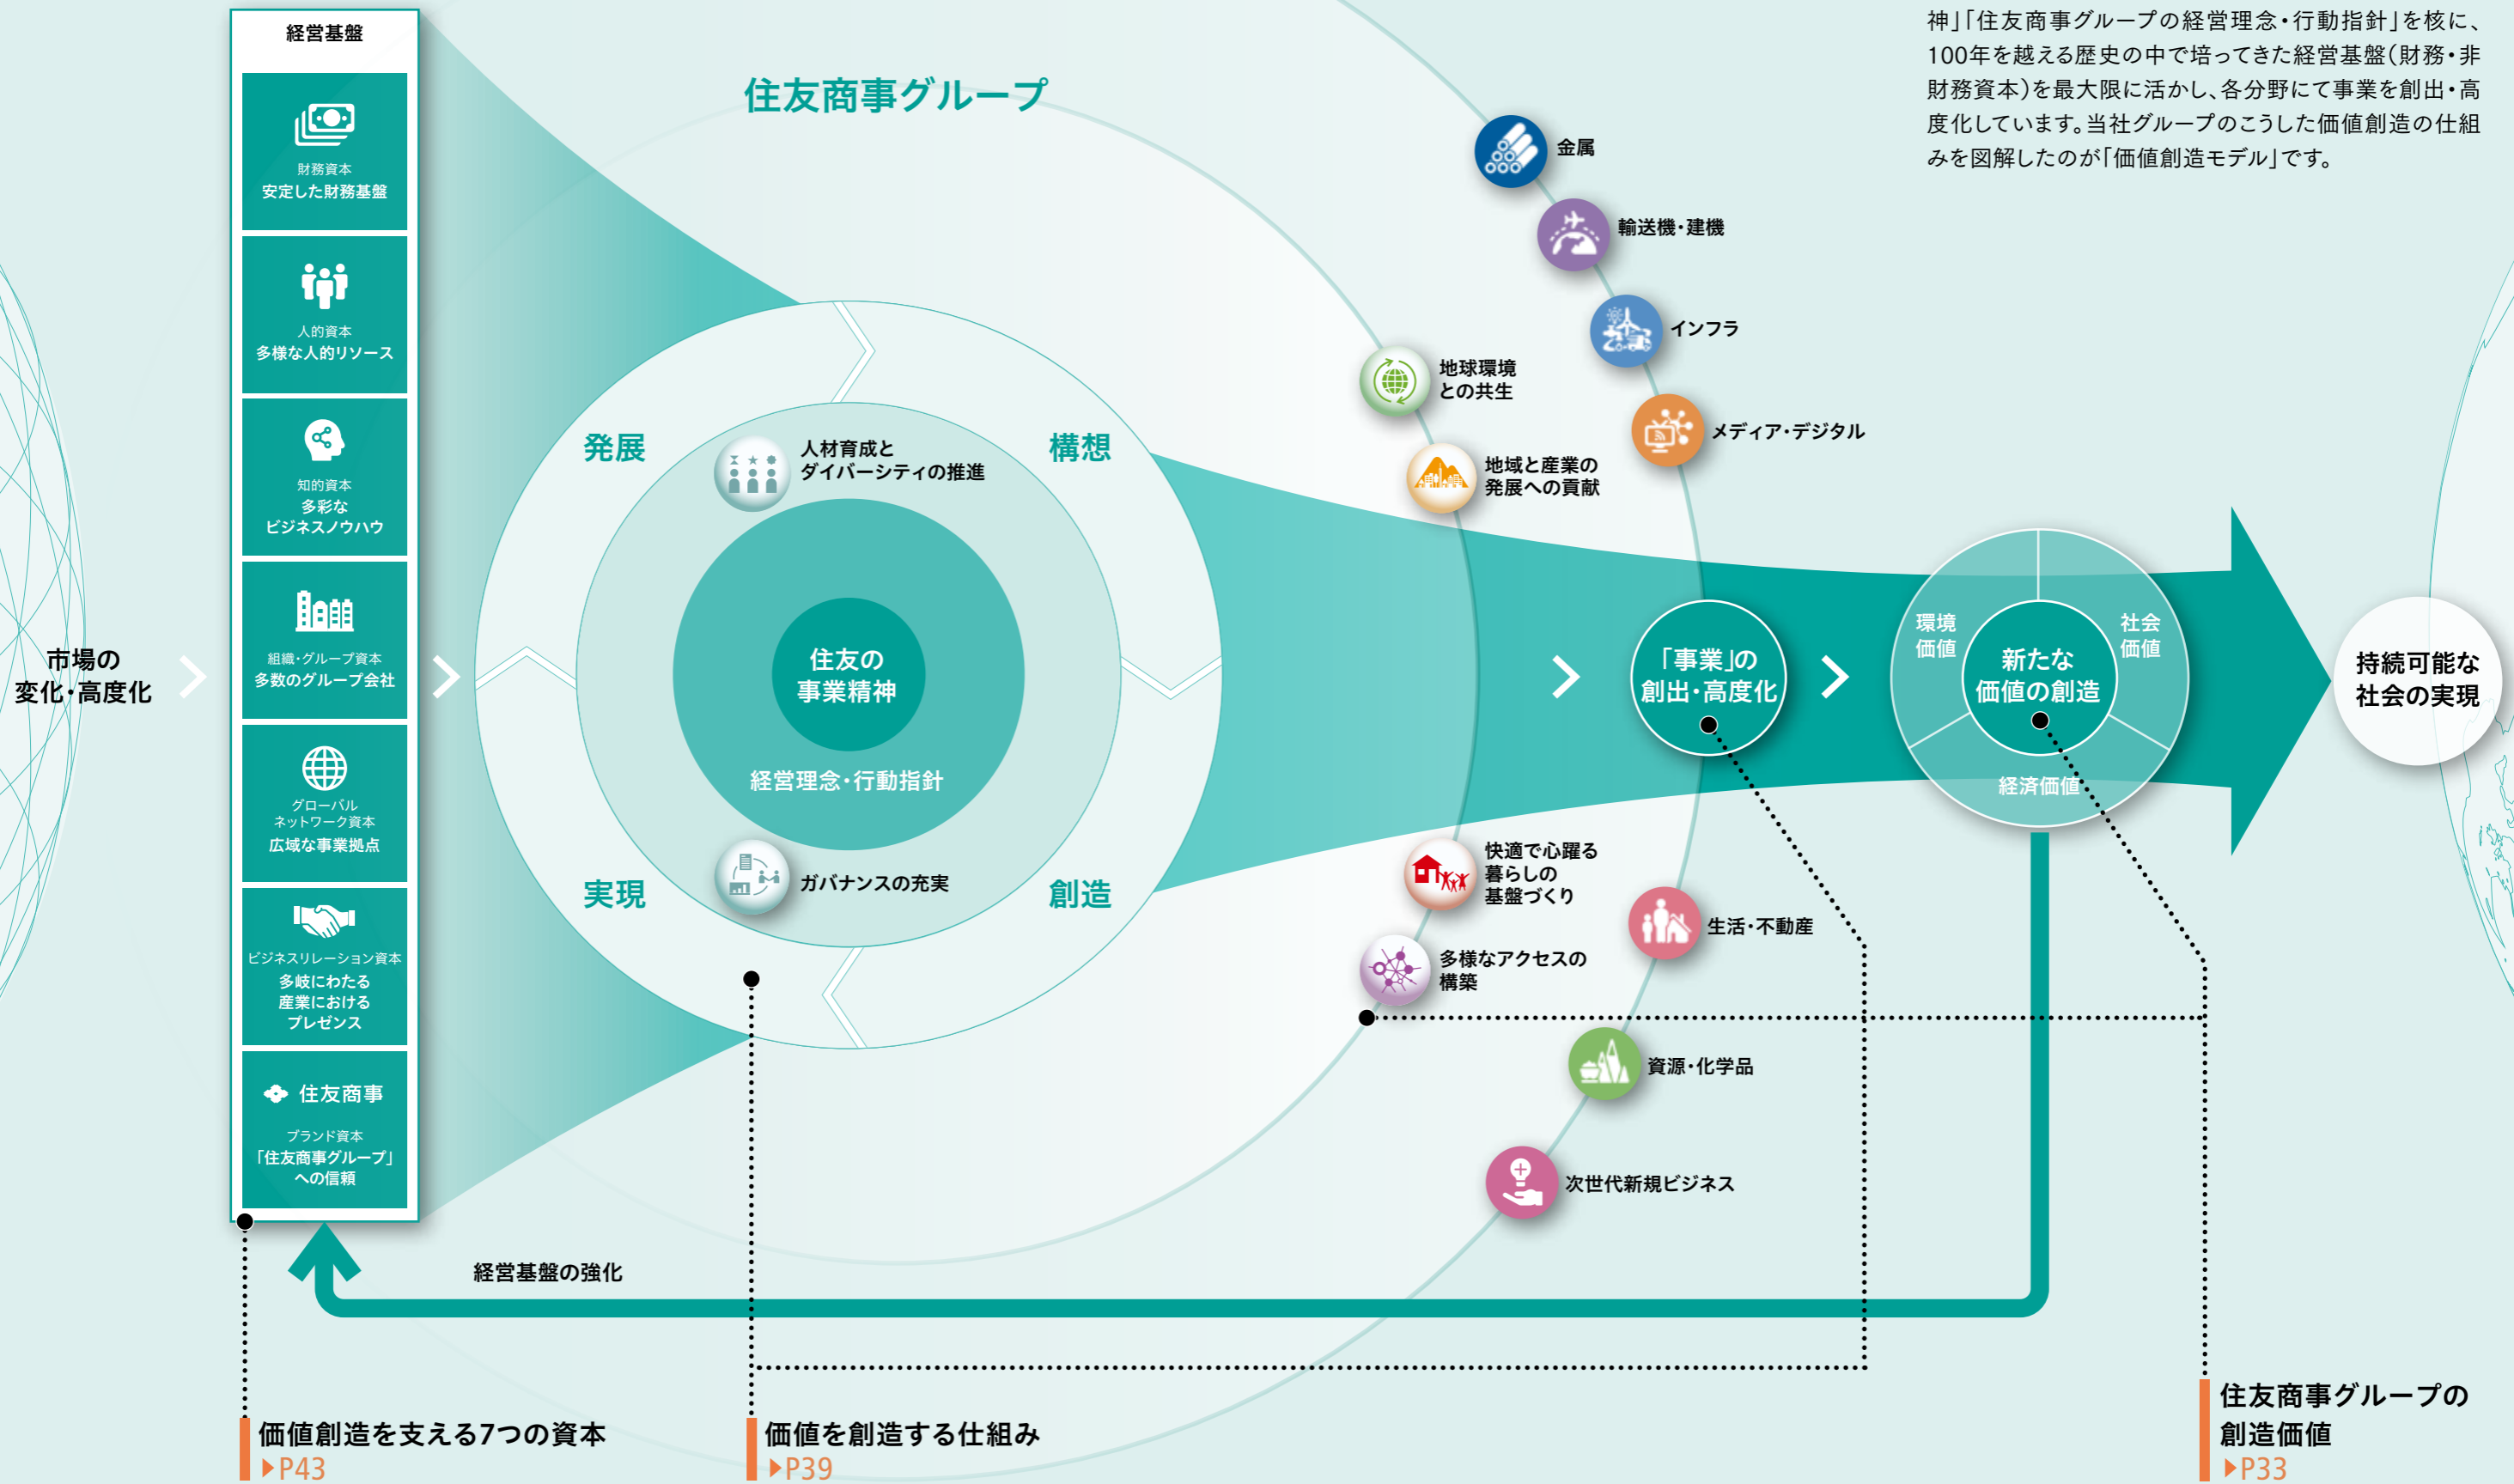 神」「住友商事グループの経営理念・行動指針」を核に、
100年を越える歴史の中で培ってきた経営基盤(財務・非
財務資本)を最大限に活かし、各分野にて事業を創出・高
度化しています。当社グループのこうした価値創造の仕組
みを図解したのが「価値創造モデル」です。
市場の
変化・高度化
経営基盤
財務資本
安定した財務基盤
人的資本
多様な人的リソース
知的資本
多彩な
ビジネスノウハウ
組織・グループ資本
多数のグループ会社
グローバル
ネットワーク資本
広域な事業拠点
ビジネスリレーション資本
多岐にわたる
産業における
プレゼンス
住友商事
ブランド資本
「住友商事グループ」
への信頼
住友商事グループ
発展
構想
実現
創造
人材育成と
ダイバーシティの推進
住友の
事業精神
経営理念・行動指針
ガバナンスの充実
地球環境
との共生
地域と産業の
発展への貢献
快適で心躍る
暮らしの
基盤づくり
多様なアクセスの
構築
金属
輸送機・建機
インフラ
メディア・デジタル
生活・不動産
資源・化学品
次世代新規ビジネス
「事業」の
創出・高度化
環境
価値
社会
価値
新たな
価値の創造
経済価値
持続可能な
社会の実現
経営基盤の強化
価値創造を支える7つの資本
▶P43
価値を創造する仕組み
▶P39
住友商事グループの
創造価値
▶P33